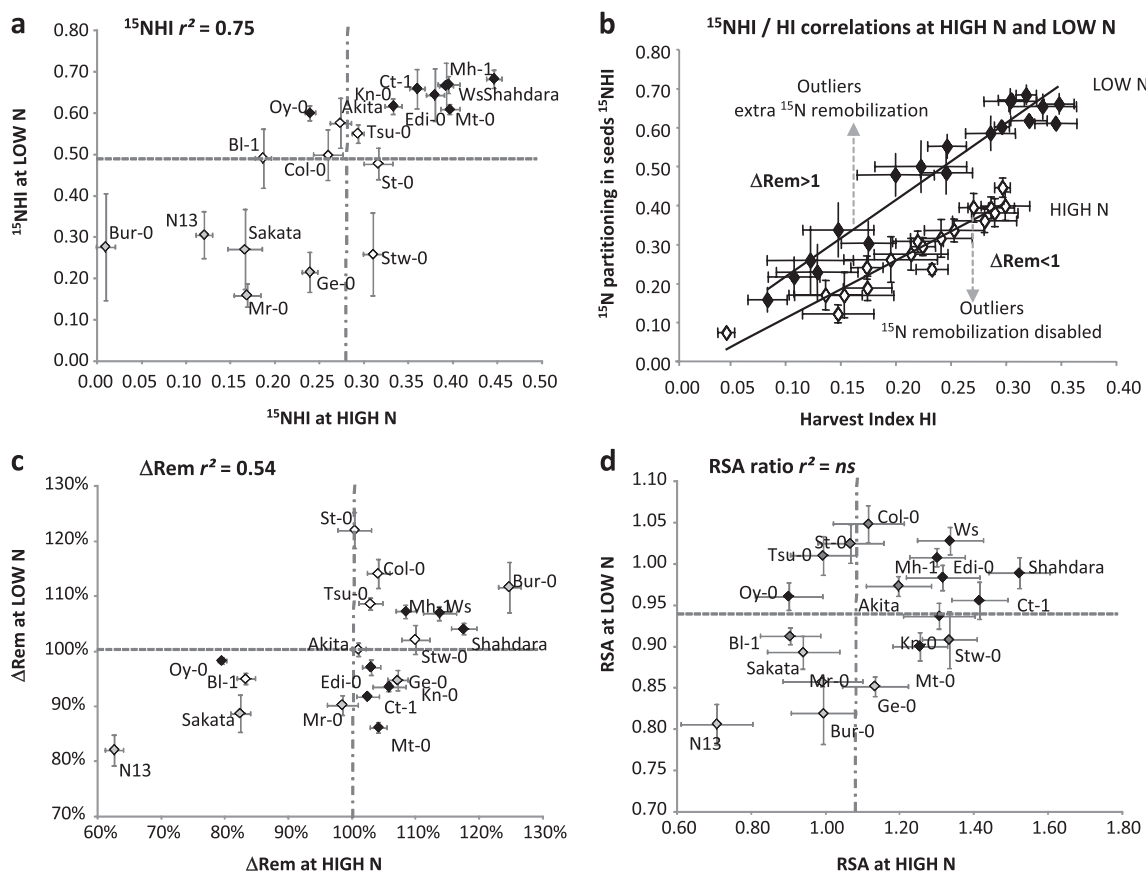 a
¹⁵NHI r² = 0.75
0.80
0.70
0.60
0.50
0.40
0.30
0.20
0.10
0.00
¹⁵NHI at LOW N
Mh-1
Ct-1
Kn-0
WsShahdara
Oy-0
Akita
Edi-0
Mt-0
Tsu-0
Bl-1
Col-0
St-0
Bur-0
N13
Sakata
Stw-0
Ge-0
Mr-0
0.00 0.05 0.10 0.15 0.20 0.25 0.30 0.35 0.40 0.45 0.50
¹⁵NHI at HIGH N
b
¹⁵NHI / HI correlations at HIGH N and LOW N
0.80
0.70
0.60
0.50
0.40
0.30
0.20
0.10
0.00
¹⁵N partitioning in seeds ¹⁵NHI
Outliers
extra ¹⁵N remobilization
LOW N
ΔRem>1
HIGH N
ΔRem<1
Outliers
¹⁵N remobilization disabled
0.00 0.05 0.10 0.15 0.20 0.25 0.30 0.35 0.40
Harvest Index HI
c
ΔRem r² = 0.54
130%
120%
110%
100%
90%
80%
70%
ΔRem at LOW N
St-0
Col-0
Bur-0
Tsu-0
Mh-1
Ws
Shahdara
Akita
Stw-0
Oy-0
Bl-1
Edi-0
Ge-0
Kn-0
Sakata
Mr-0
Ct-1
Mt-0
N13
60% 70% 80% 90% 100% 110% 120% 130%
ΔRem at HIGH N
d
RSA ratio r² = ns
1.10
1.05
1.00
0.95
0.90
0.85
0.80
0.75
0.70
RSA at LOW N
Col-0
St-0
Ws
Tsu-0
Mh-1
Edi-0
Shahdara
Oy-0
Akita
Ct-1
Bl-1
Kn-0
Stw-0
Sakata
Mr-0
Mt-0
Ge-0
Bur-0
N13
0.60 0.80 1.00 1.20 1.40 1.60 1.80
RSA at HIGH N